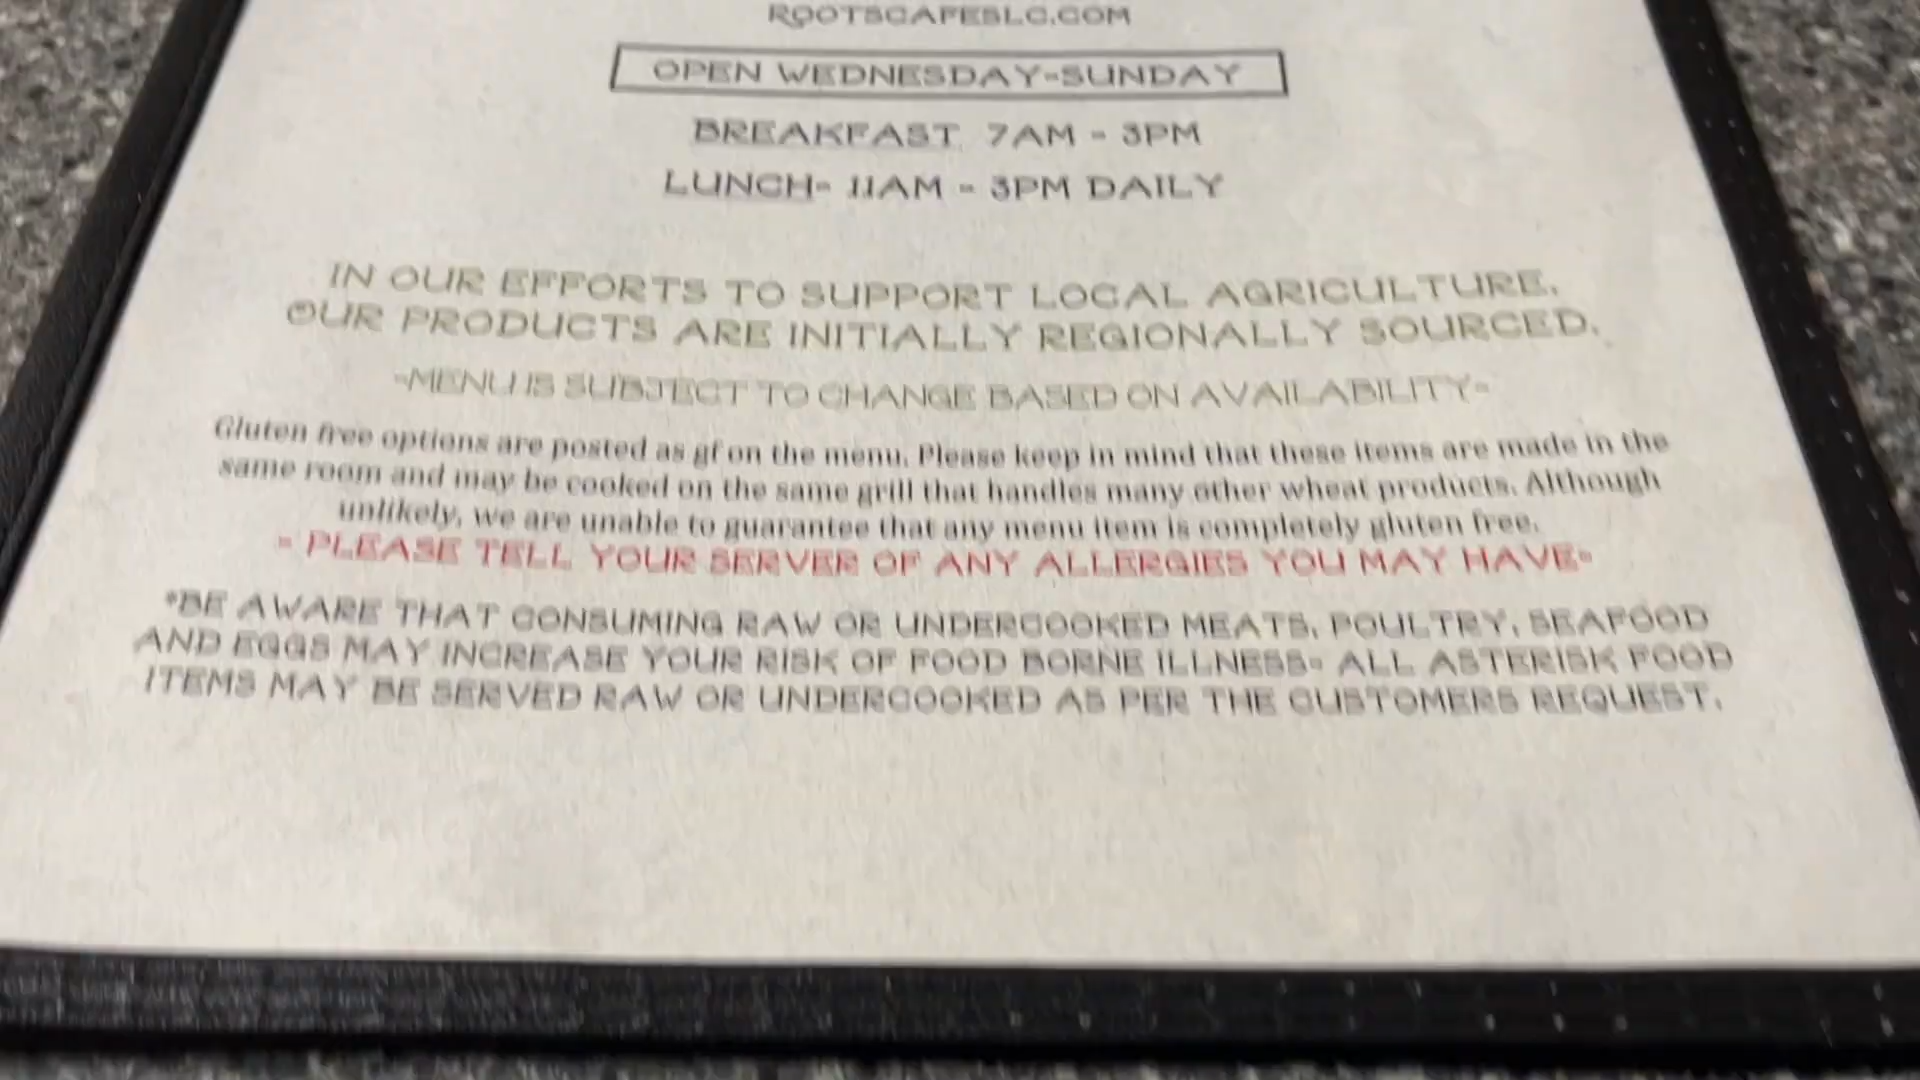 ROOTSCAFESLC.COM
OPEN WEDNESDAY-SUNDAY
BREAKFAST 7AM - 3PM
LUNCH- 11AM - 3PM DAILY
IN OUR EFFORTS TO SUPPORT LOCAL AGRICULTURE,
OUR PRODUCTS ARE INITIALLY REGIONALLY SOURCED.
-MENU IS SUBJECT TO CHANGE BASED ON AVAILABILITY-
Gluten free options are posted as gf on the menu. Please keep in mind that these items are made in the
same room and may be cooked on the same grill that handles many other wheat products. Although
unlikely, we are unable to guarantee that any menu item is completely gluten free.
- PLEASE TELL YOUR SERVER OF ANY ALLERGIES YOU MAY HAVE-
*BE AWARE THAT CONSUMING RAW OR UNDERCOOKED MEATS, POULTRY, SEAFOOD
AND EGGS MAY INCREASE YOUR RISK OF FOOD BORNE ILLNESS- ALL ASTERISK FOOD
ITEMS MAY BE SERVED RAW OR UNDERCOOKED AS PER THE CUSTOMERS REQUEST.